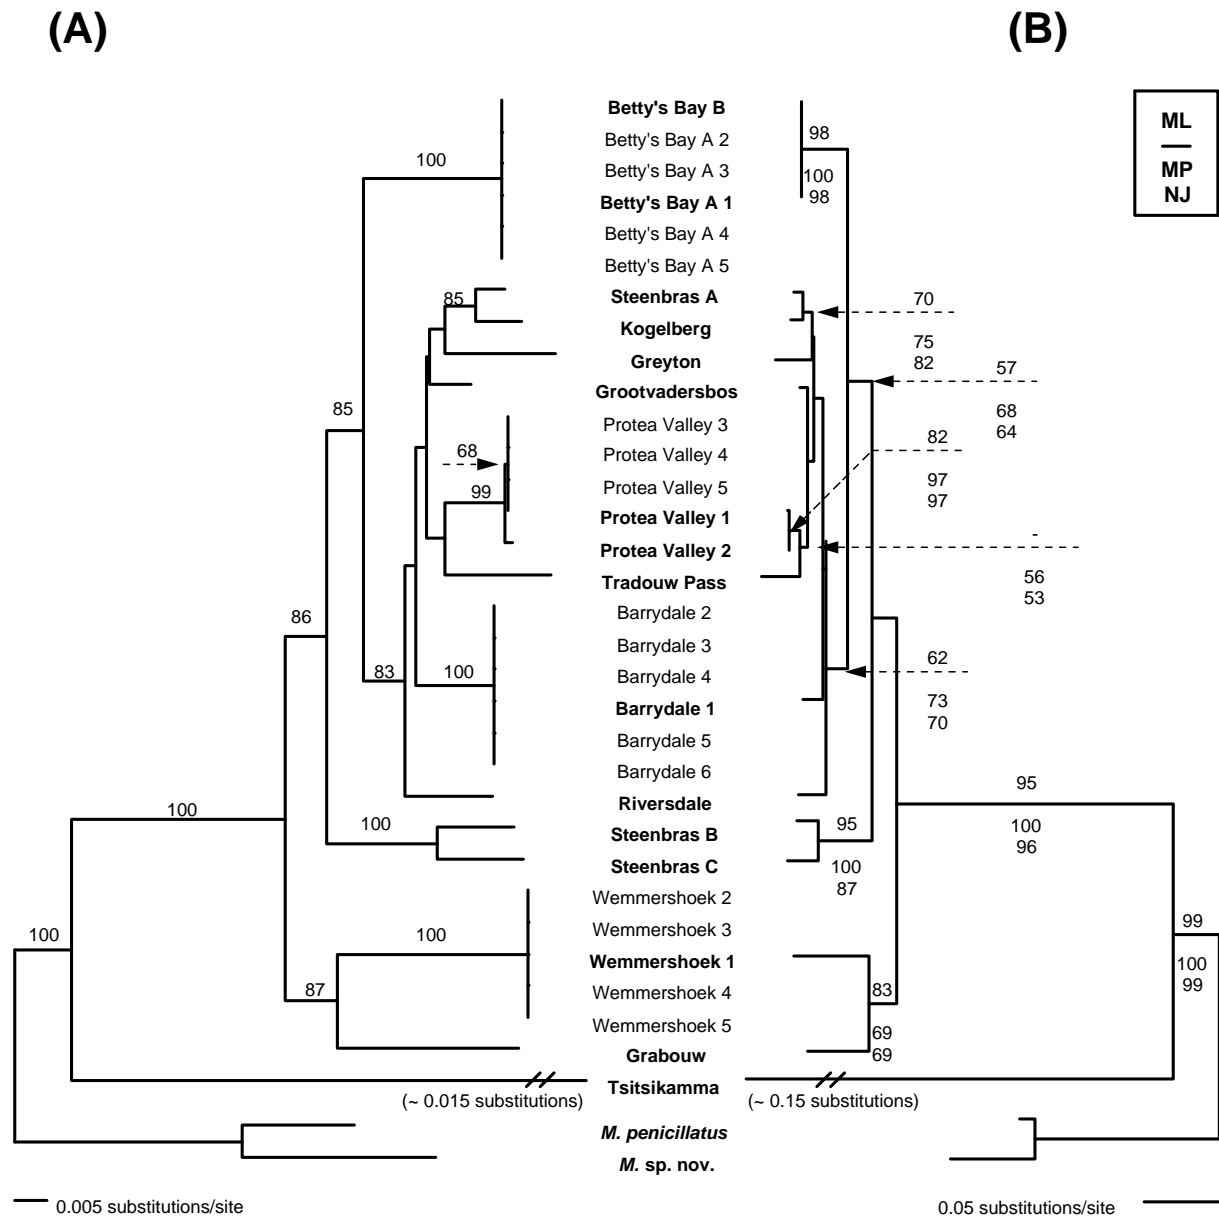 (A)
(B)
ML
MP
NJ
Betty's Bay B
Betty's Bay A 2
Betty's Bay A 3
Betty's Bay A 1
Betty's Bay A 4
Betty's Bay A 5
Steenbras A
Kogelberg
Greyton
Grootvadersbos
Protea Valley 3
Protea Valley 4
Protea Valley 5
Protea Valley 1
Protea Valley 2
Tradouw Pass
Barrydale 2
Barrydale 3
Barrydale 4
Barrydale 1
Barrydale 5
Barrydale 6
Riversdale
Steenbras B
Steenbras C
Wemmershoek 2
Wemmershoek 3
Wemmershoek 1
Wemmershoek 4
Wemmershoek 5
Grabouw
Tsitsikamma
M. penicillatus
M. sp. nov.
100
85
85
68
99
86
83
100
100
100
100
100
87
(~ 0.015 substitutions)
0.005 substitutions/site
98
100
98
70
75
82
57
68
64
82
97
97
-
56
53
62
73
70
95
100
96
95
100
87
99
100
99
83
69
69
(~ 0.15 substitutions)
0.05 substitutions/site